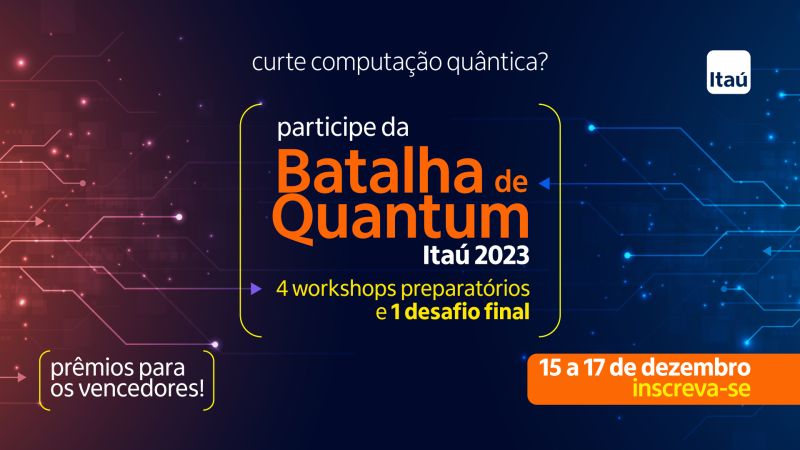 curte computação quântica?
Itaú
participe da
Batalha de
Quantum
Itaú 2023
4 workshops preparatórios
e 1 desafio final
prêmios para
os vencedores!
15 a 17 de dezembro
inscreva-se